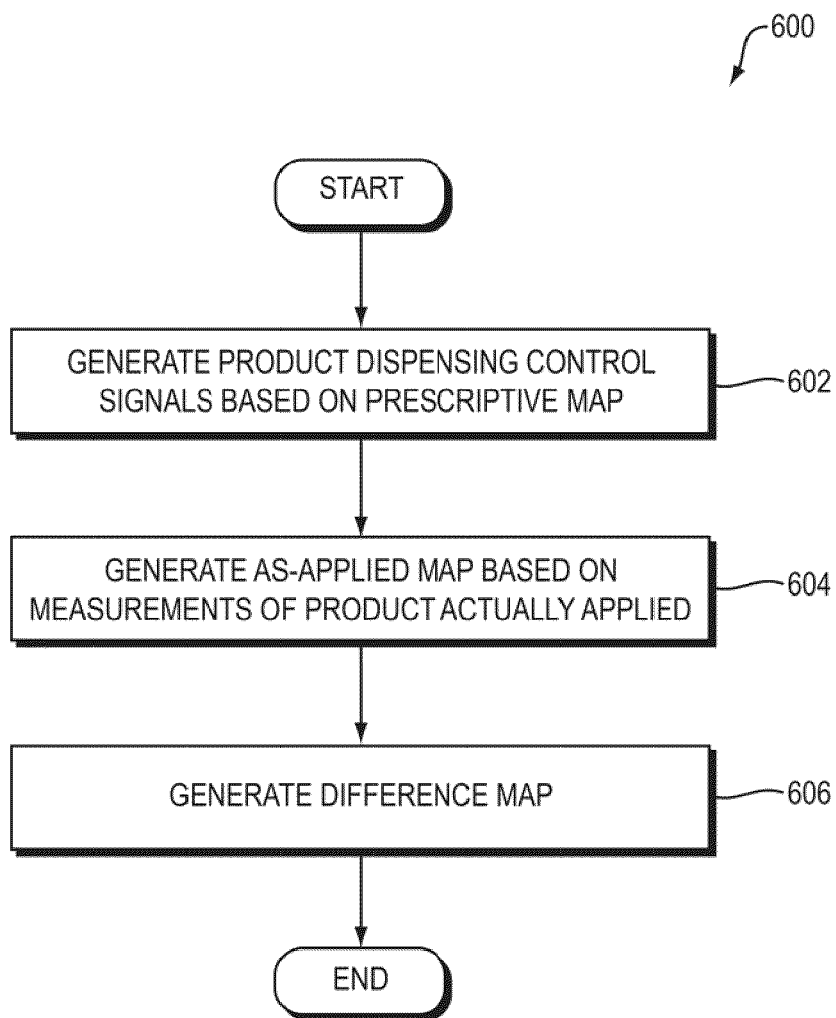 600
START
GENERATE PRODUCT DISPENSING CONTROL
SIGNALS BASED ON PRESCRIPTIVE MAP
602
GENERATE AS-APPLIED MAP BASED ON
MEASUREMENTS OF PRODUCT ACTUALLY APPLIED
604
GENERATE DIFFERENCE MAP
606
END